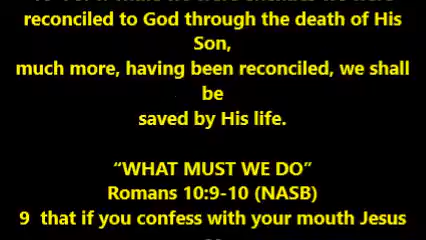 reconciled to God through the death of His
Son,
much more, having been reconciled, we shall
be
saved by His life.
“WHAT MUST WE DO”
Romans 10:9-10 (NASB)
9 that if you confess with your mouth Jesus